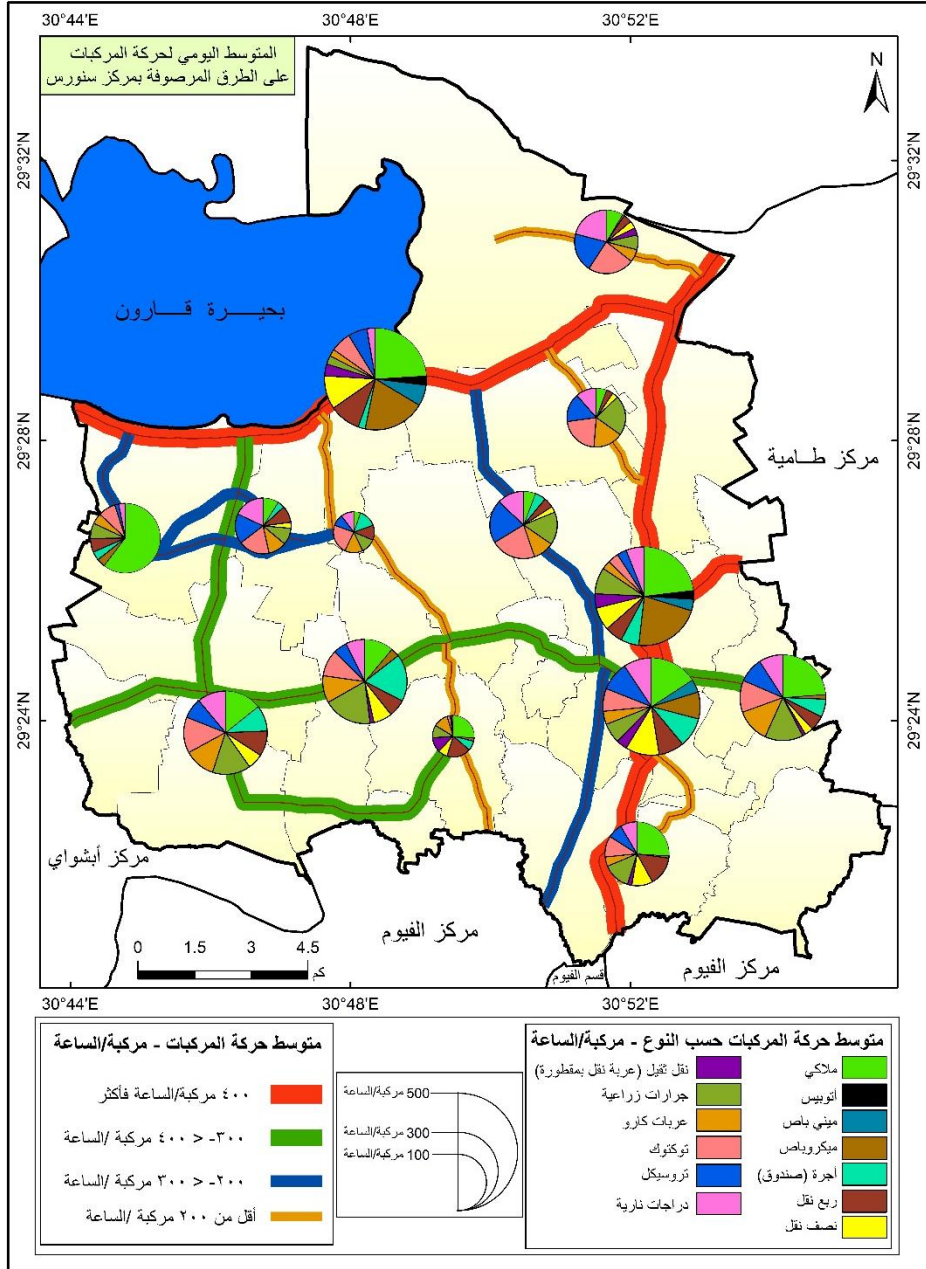 30°44'E
30°48'E
30°52'E
المتوسط اليومي لحركة المركبات
على الطرق المرصوفة بمركز سنورس
N
29°32'N
29°32'N
بحيرة قارون
29°28'N
29°28'N
مركز طامية
29°24'N
29°24'N
مركز أبشواي
مركز الفيوم
قسم الفيوم
مركز الفيوم
0 1.5 3 4.5
كم
30°44'E
30°48'E
30°52'E
متوسط حركة المركبات حسب النوع - مركبة/الساعة
ملاكي
أتوبيس
ميني باص
ميكروباص
أجرة (صندوق)
ربع نقل
نصف نقل
نقل ثقيل (عربة نقل بمقطورة)
جرارات زراعية
عربات كارو
توكتوك
تروسيكل
دراجات نارية
500 مركبة/الساعة
300 مركبة/الساعة
100 مركبة/الساعة
متوسط حركة المركبات - مركبة/الساعة
٤٠٠ مركبة/الساعة فأكثر
٣٠٠- < ٤٠٠ مركبة /الساعة
٢٠٠- < ٣٠٠ مركبة /الساعة
أقل من ٢٠٠ مركبة /الساعة